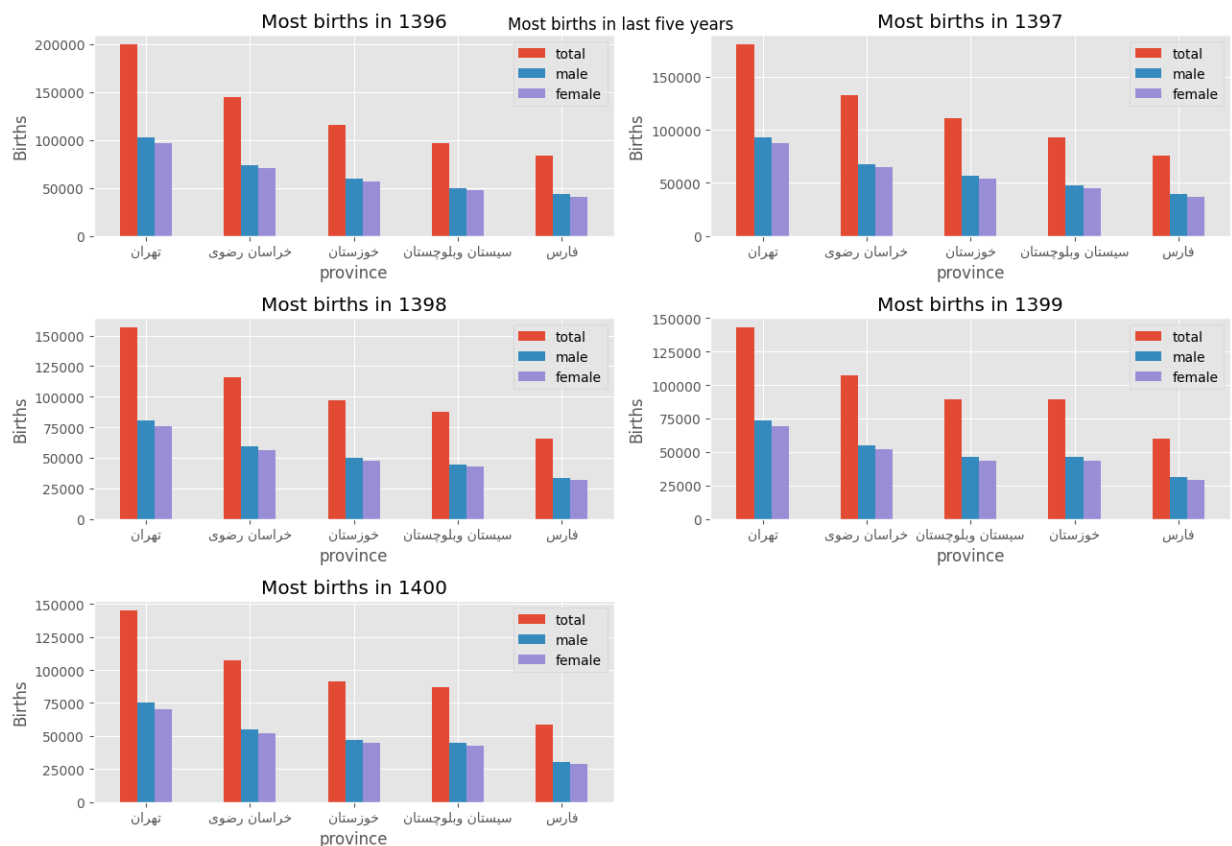 Most births in last five years
Most births in 1396
Births
200000
150000
100000
50000
0
total
male
female
تهران
خراسان رضوی
خوزستان
سیستان وبلوچستان
فارس
province
Most births in 1397
Births
150000
100000
50000
0
total
male
female
تهران
خراسان رضوی
خوزستان
سیستان وبلوچستان
فارس
province
Most births in 1398
Births
150000
125000
100000
75000
50000
25000
0
total
male
female
تهران
خراسان رضوی
خوزستان
سیستان وبلوچستان
فارس
province
Most births in 1399
Births
150000
125000
100000
75000
50000
25000
0
total
male
female
تهران
خراسان رضوی
سیستان وبلوچستان
خوزستان
فارس
province
Most births in 1400
Births
150000
125000
100000
75000
50000
25000
0
total
male
female
تهران
خراسان رضوی
خوزستان
سیستان وبلوچستان
فارس
province